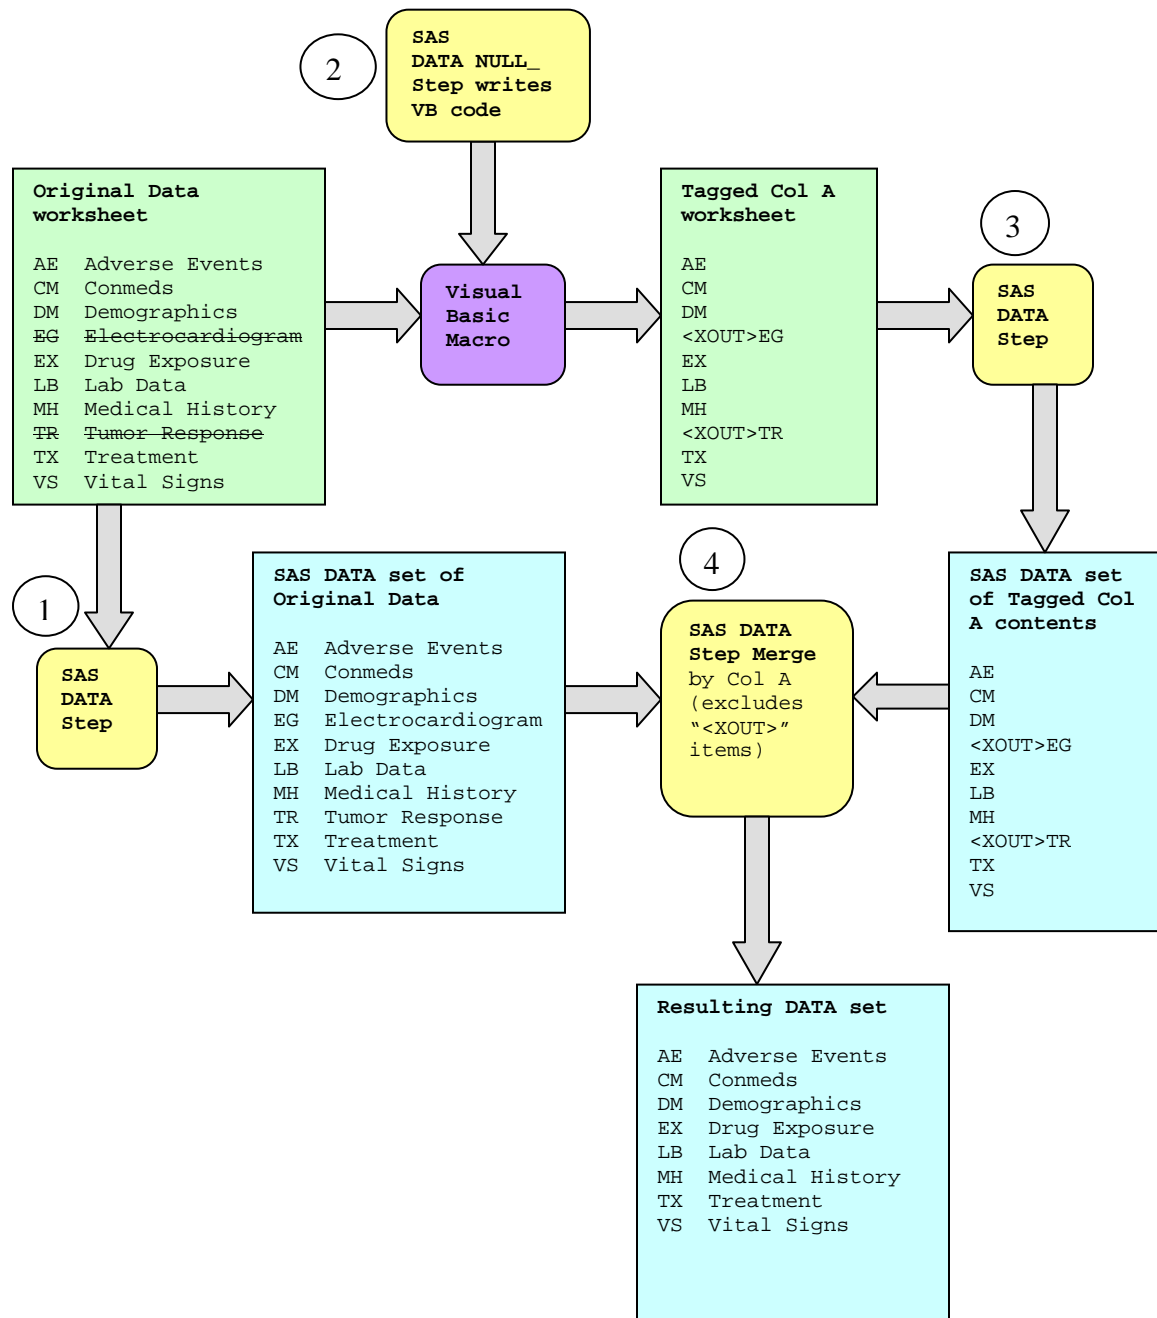 2
SAS
DATA NULL_
Step writes
VB code
Original Data
worksheet
AE Adverse Events
CM Conmeds
DM Demographics
EG Electrocardiogram
EX Drug Exposure
LB Lab Data
MH Medical History
TR Tumor Response
TX Treatment
VS Vital Signs
Visual
Basic
Macro
Tagged Col A
worksheet
AE
CM
DM
<XOUT>EG
EX
LB
MH
<XOUT>TR
TX
VS
3
SAS
DATA
Step
1
SAS
DATA
Step
SAS DATA set of
Original Data
AE Adverse Events
CM Conmeds
DM Demographics
EG Electrocardiogram
EX Drug Exposure
LB Lab Data
MH Medical History
TR Tumor Response
TX Treatment
VS Vital Signs
4
SAS DATA
Step Merge
by Col A
(excludes
“<XOUT>”
items)
SAS DATA set
of Tagged Col
A contents
AE
CM
DM
<XOUT>EG
EX
LB
MH
<XOUT>TR
TX
VS
Resulting DATA set
AE Adverse Events
CM Conmeds
DM Demographics
EX Drug Exposure
LB Lab Data
MH Medical History
TX Treatment
VS Vital Signs